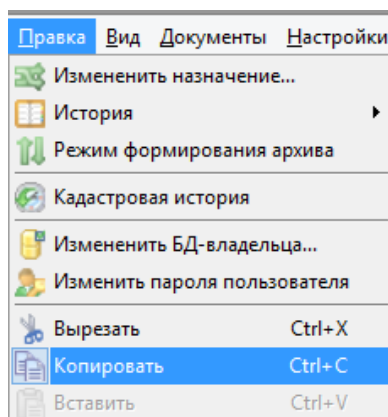 Правка Вид Документы Настройки
Измененить назначение...
История
Режим формирования архива
Кадастровая история
Измененить БД-владельца...
Изменить пароля пользователя
Вырезать Ctrl+X
Копировать Ctrl+C
Вставить Ctrl+V